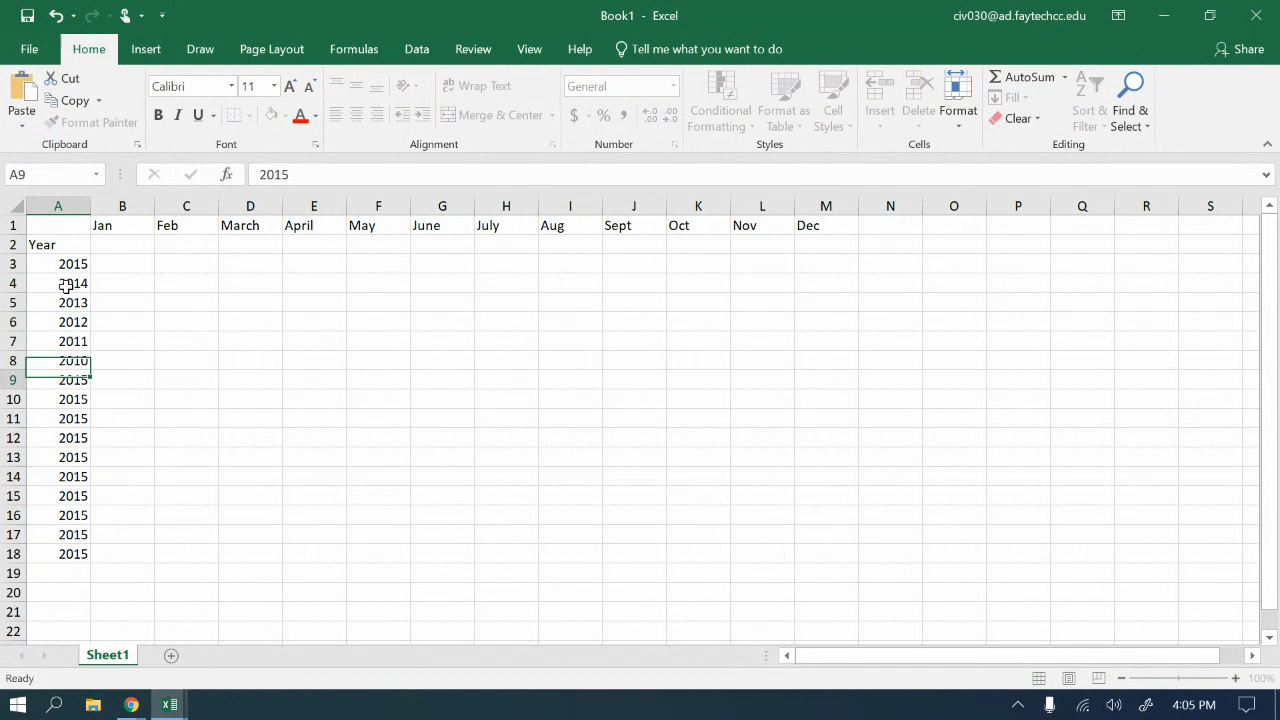 Book1 - Excel
civ030@ad.faytechcc.edu
File Home Insert Draw Page Layout Formulas Data Review View Help Tell me what you want to do Share
Paste Cut Copy Format Painter Clipboard
Calibri 11 A A B I U A Font
ab Wrap Text Merge & Center Alignment
General $ % , Number
Conditional Formatting Format as Table Cell Styles Styles
Insert Delete Format Cells
AutoSum Fill Clear Sort & Filter Find & Select Editing
A9 fx 2015
A B C D E F G H I J K L M N O P Q R S
1 Jan Feb March April May June July Aug Sept Oct Nov Dec
2 Year
3 2015
4 2014
5 2013
6 2012
7 2011
8 2010
9 2015
10 2015
11 2015
12 2015
13 2015
14 2015
15 2015
16 2015
17 2015
18 2015
19
20
21
22
Sheet1
Ready 100%
4:05 PM